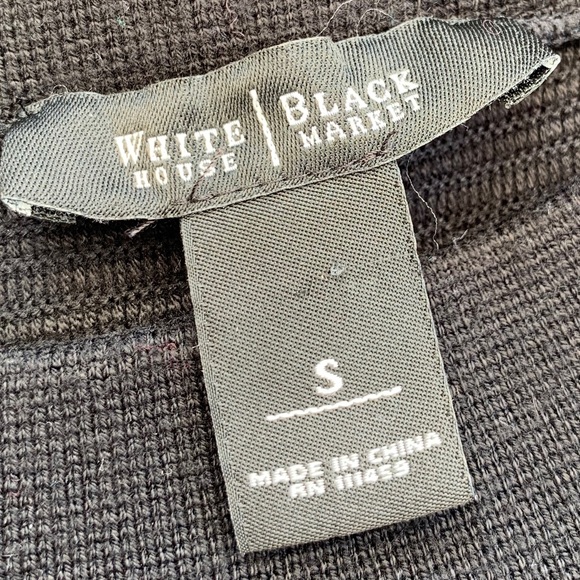 WHITE | BLACK
HOUSE | MARKET
S
MADE IN CHINA
RN 111459